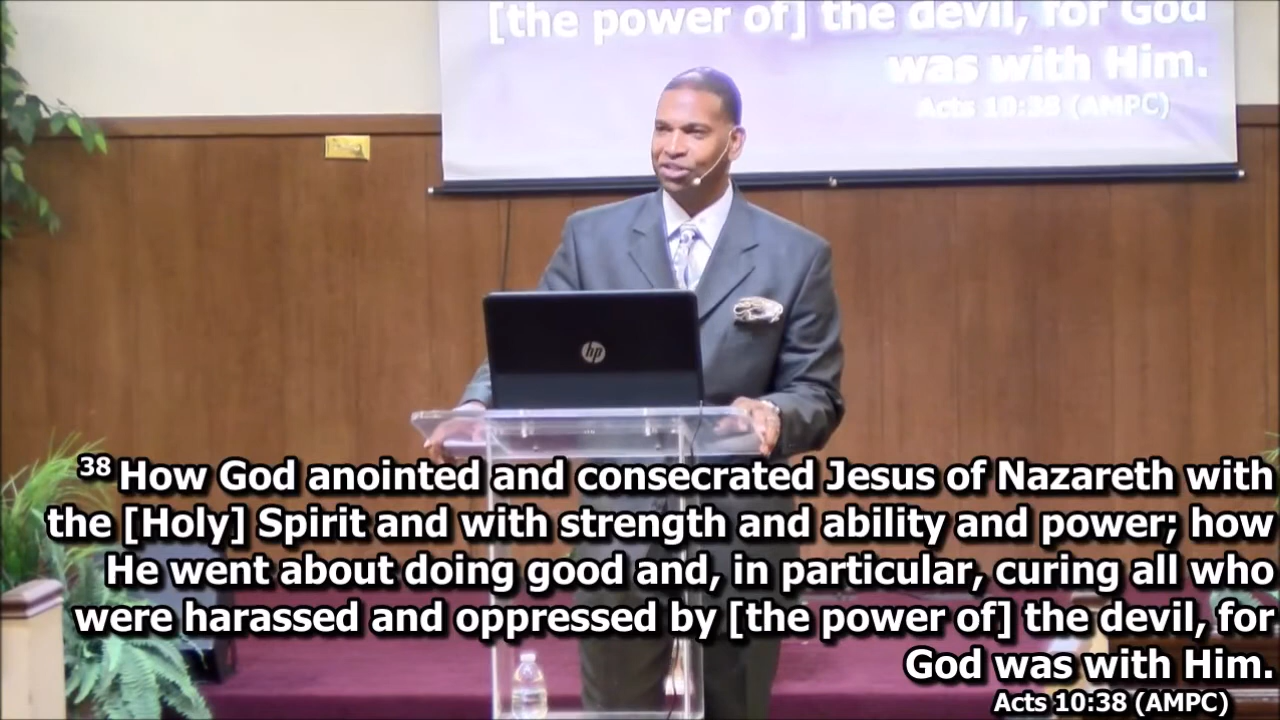 [the power of] the devil, for God
was with Him.
Acts 10:38 (AMPC)
hp
38 How God anointed and consecrated Jesus of Nazareth with
the [Holy] Spirit and with strength and ability and power; how
He went about doing good and, in particular, curing all who
were harassed and oppressed by [the power of] the devil, for
God was with Him.
Acts 10:38 (AMPC)